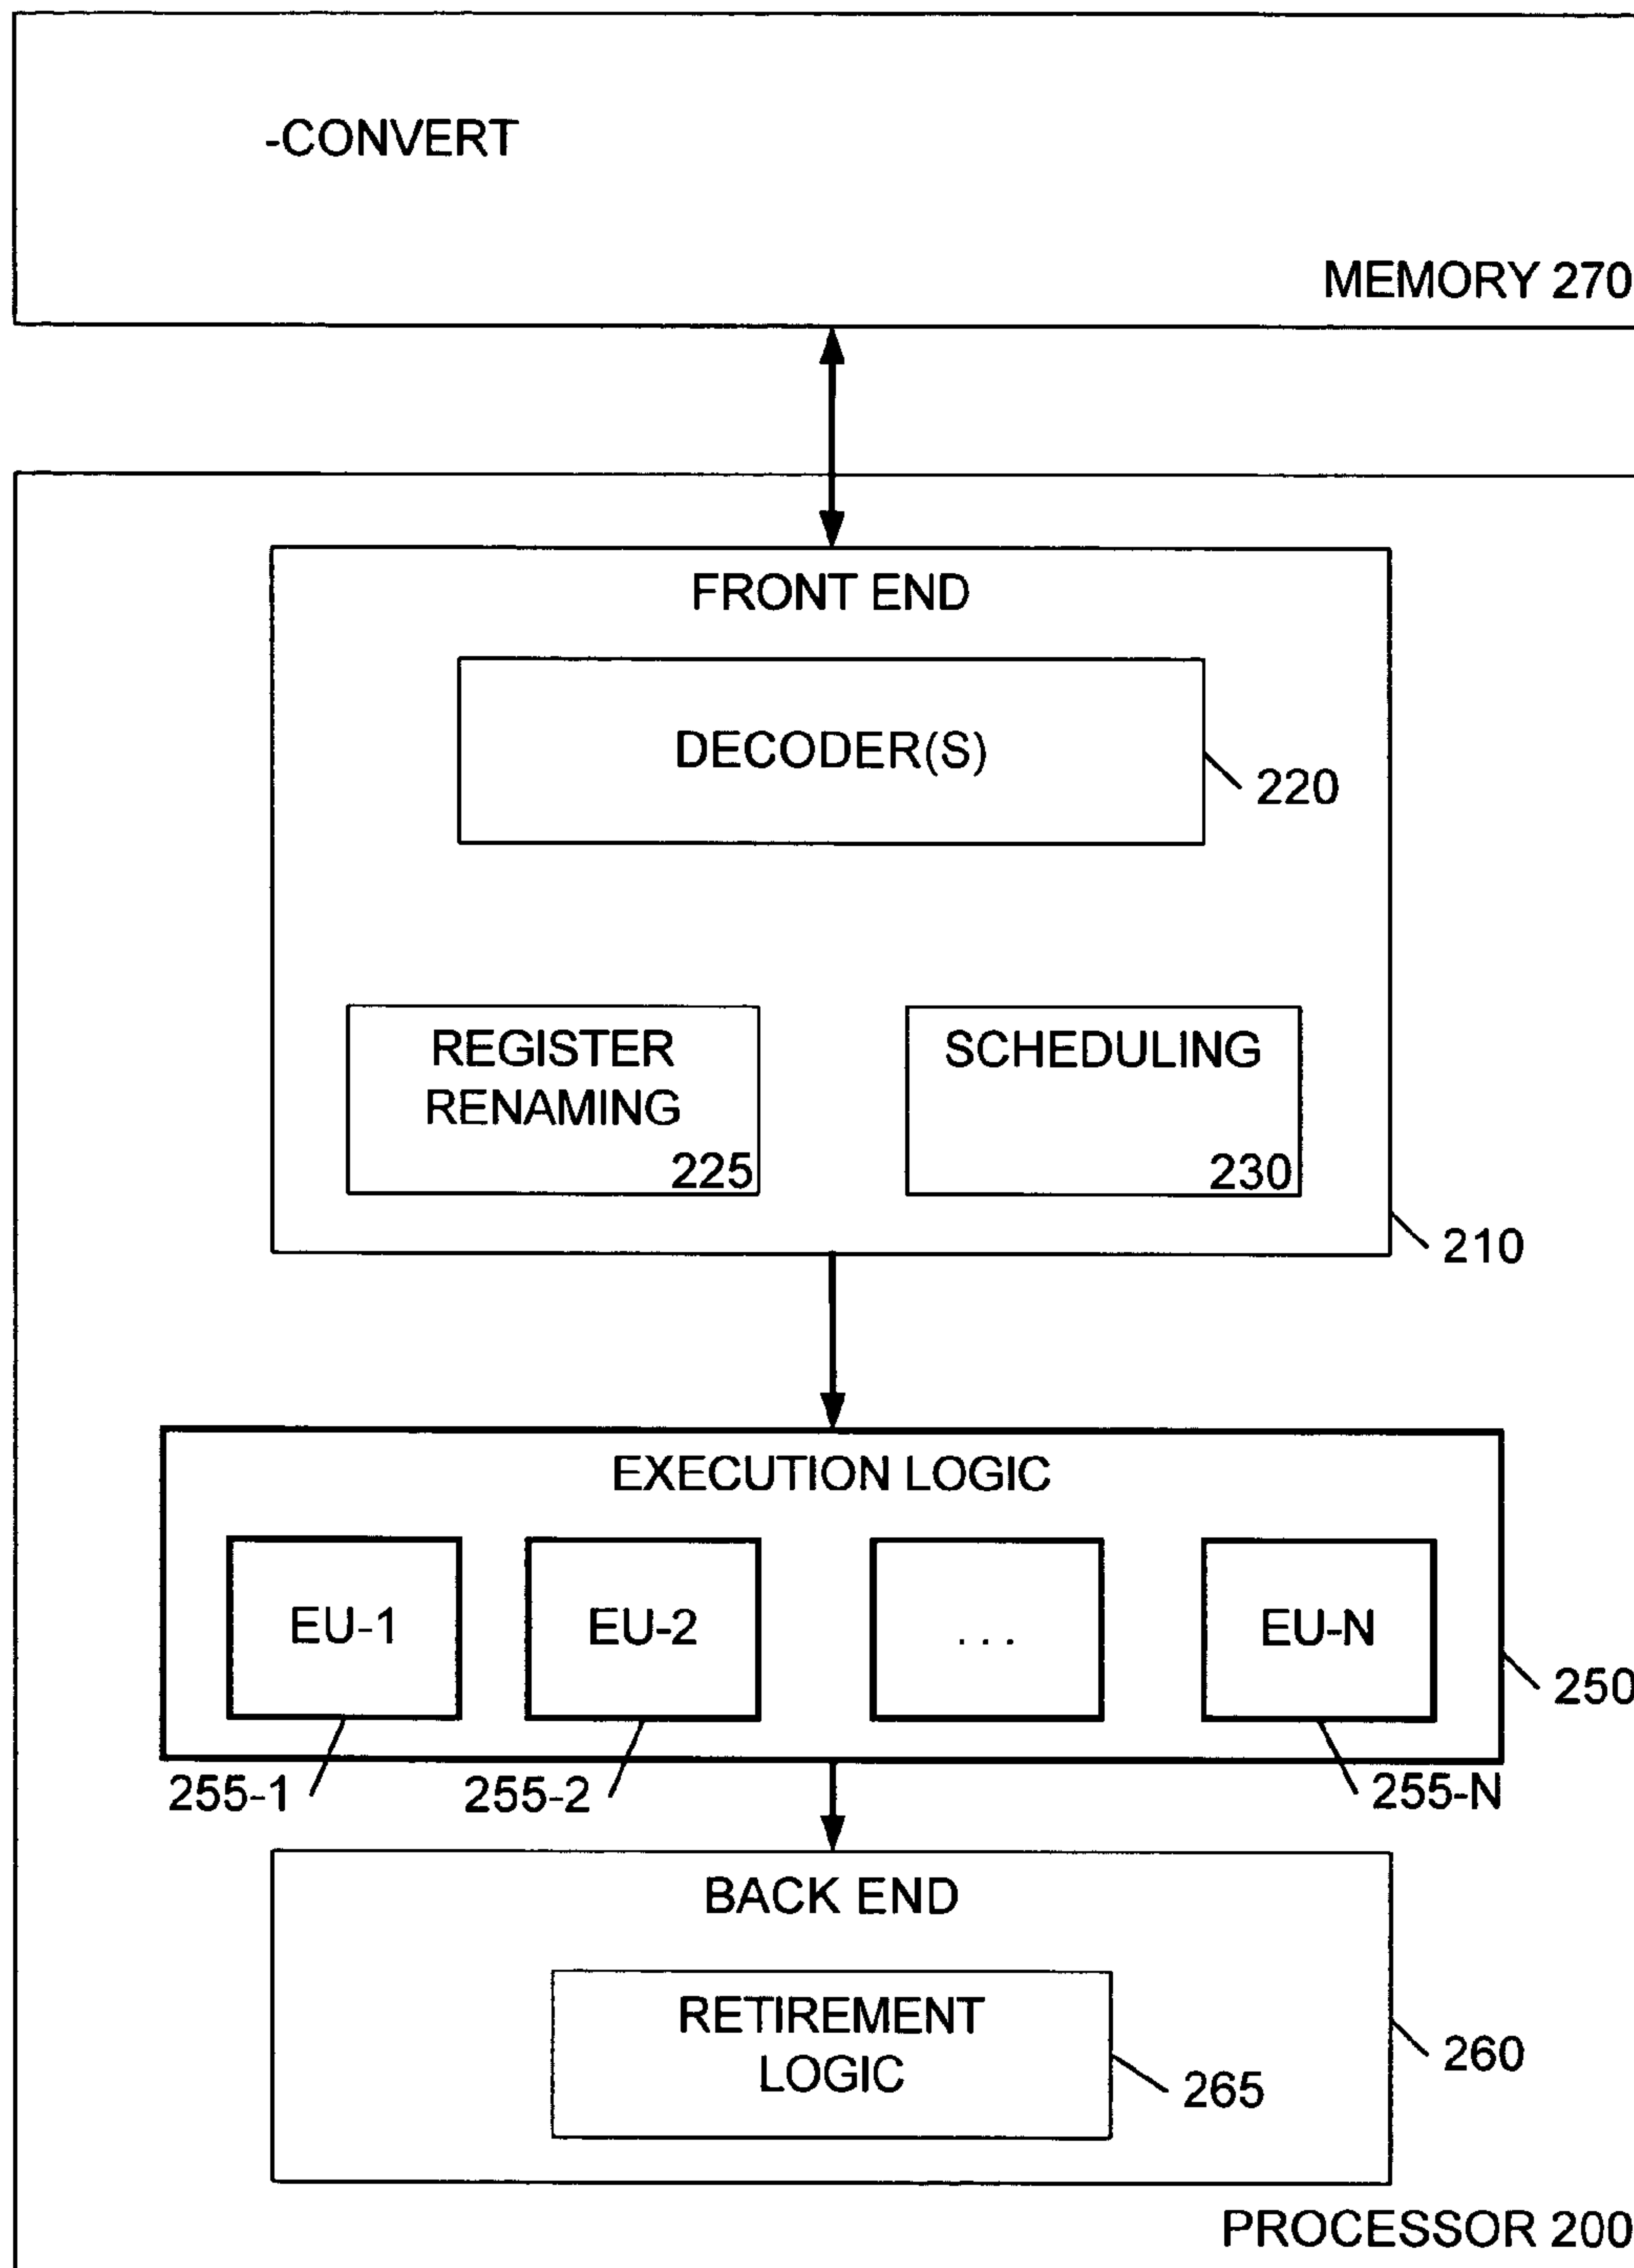 -CONVERT
MEMORY 270
FRONT END
DECODER(S)
220
REGISTER
RENAMING
225
SCHEDULING
230
210
EXECUTION LOGIC
EU-1
EU-2
...
EU-N
250
255-1
255-2
255-N
BACK END
RETIREMENT
LOGIC
265
260
PROCESSOR 200